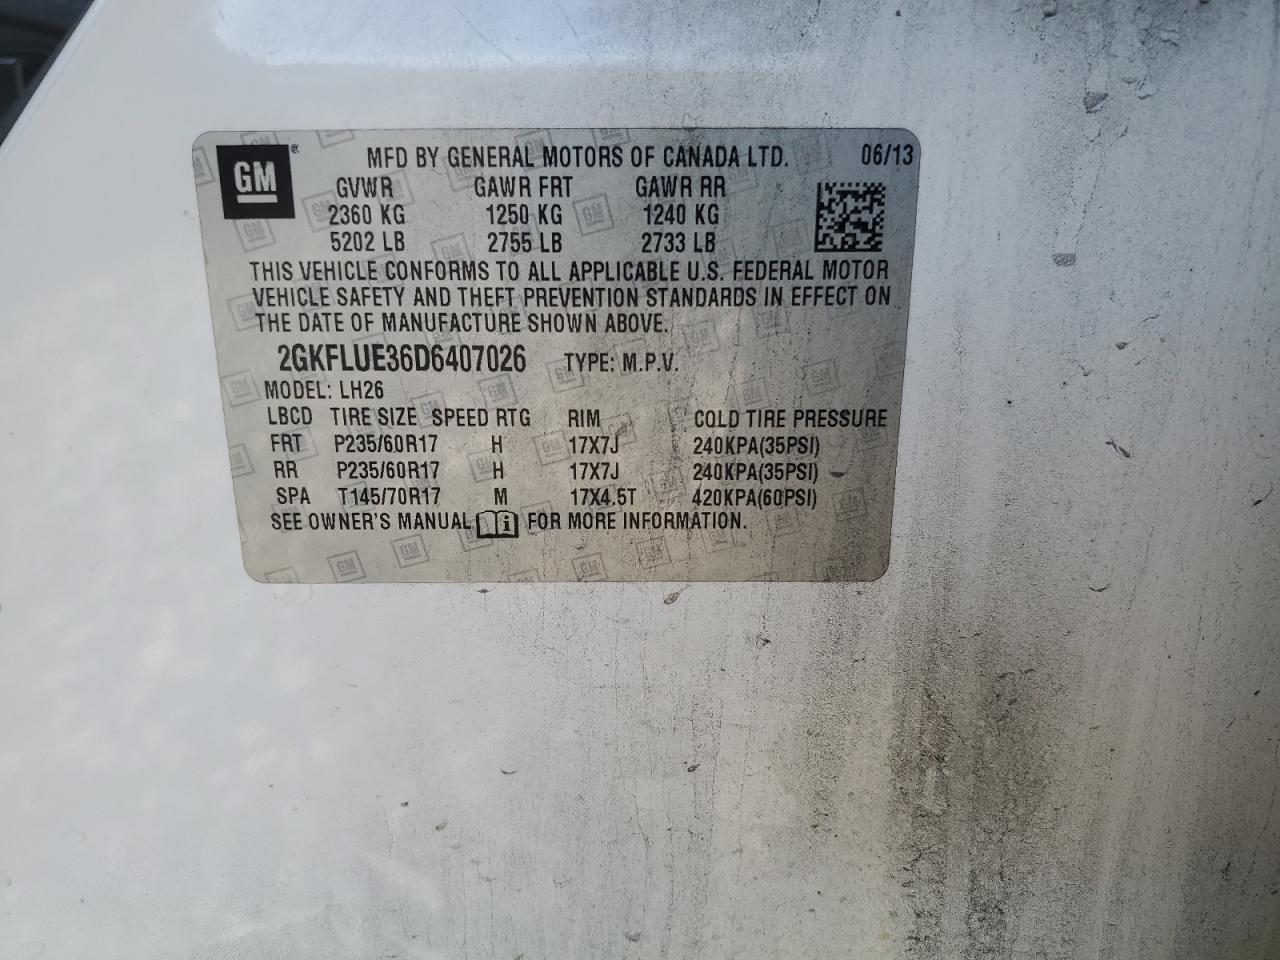 GM ® MFD BY GENERAL MOTORS OF CANADA LTD. 06/13
GVWR GAWR FRT GAWR RR
2360 KG 1250 KG 1240 KG
5202 LB 2755 LB 2733 LB
THIS VEHICLE CONFORMS TO ALL APPLICABLE U.S. FEDERAL MOTOR
VEHICLE SAFETY AND THEFT PREVENTION STANDARDS IN EFFECT ON
THE DATE OF MANUFACTURE SHOWN ABOVE.
2GKFLUE36D6407026 TYPE: M.P.V.
MODEL: LH26
LBCD TIRE SIZE SPEED RTG RIM COLD TIRE PRESSURE
FRT P235/60R17 H 17X7J 240KPA(35PSI)
RR P235/60R17 H 17X7J 240KPA(35PSI)
SPA T145/70R17 M 17X4.5T 420KPA(60PSI)
SEE OWNER'S MANUAL i FOR MORE INFORMATION.